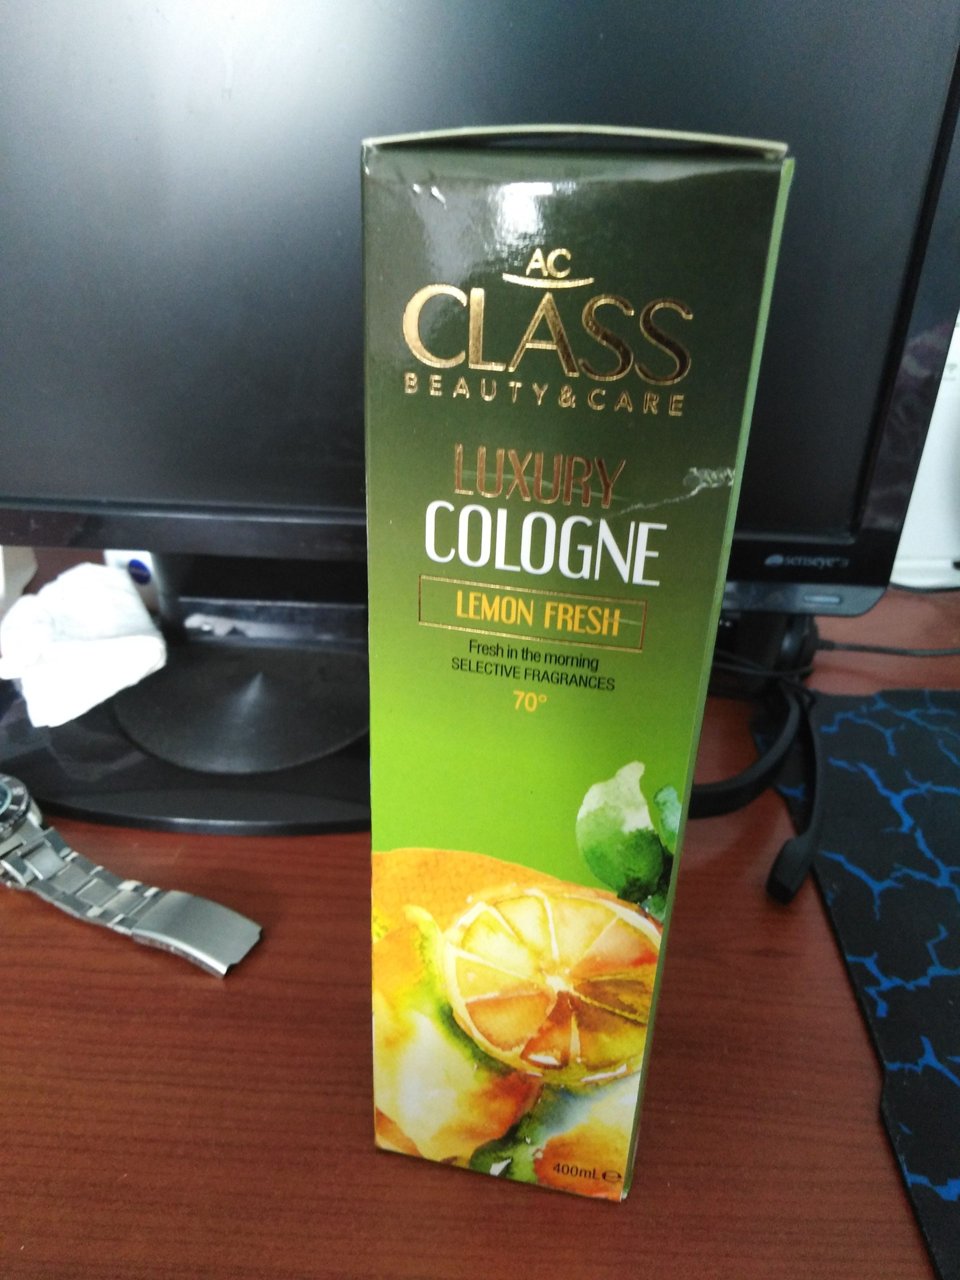 AC
CLASS
BEAUTY&CARE
LUXURY
COLOGNE
LEMON FRESH
Fresh in the morning
SELECTIVE FRAGRANCES
70°
400mL ℮